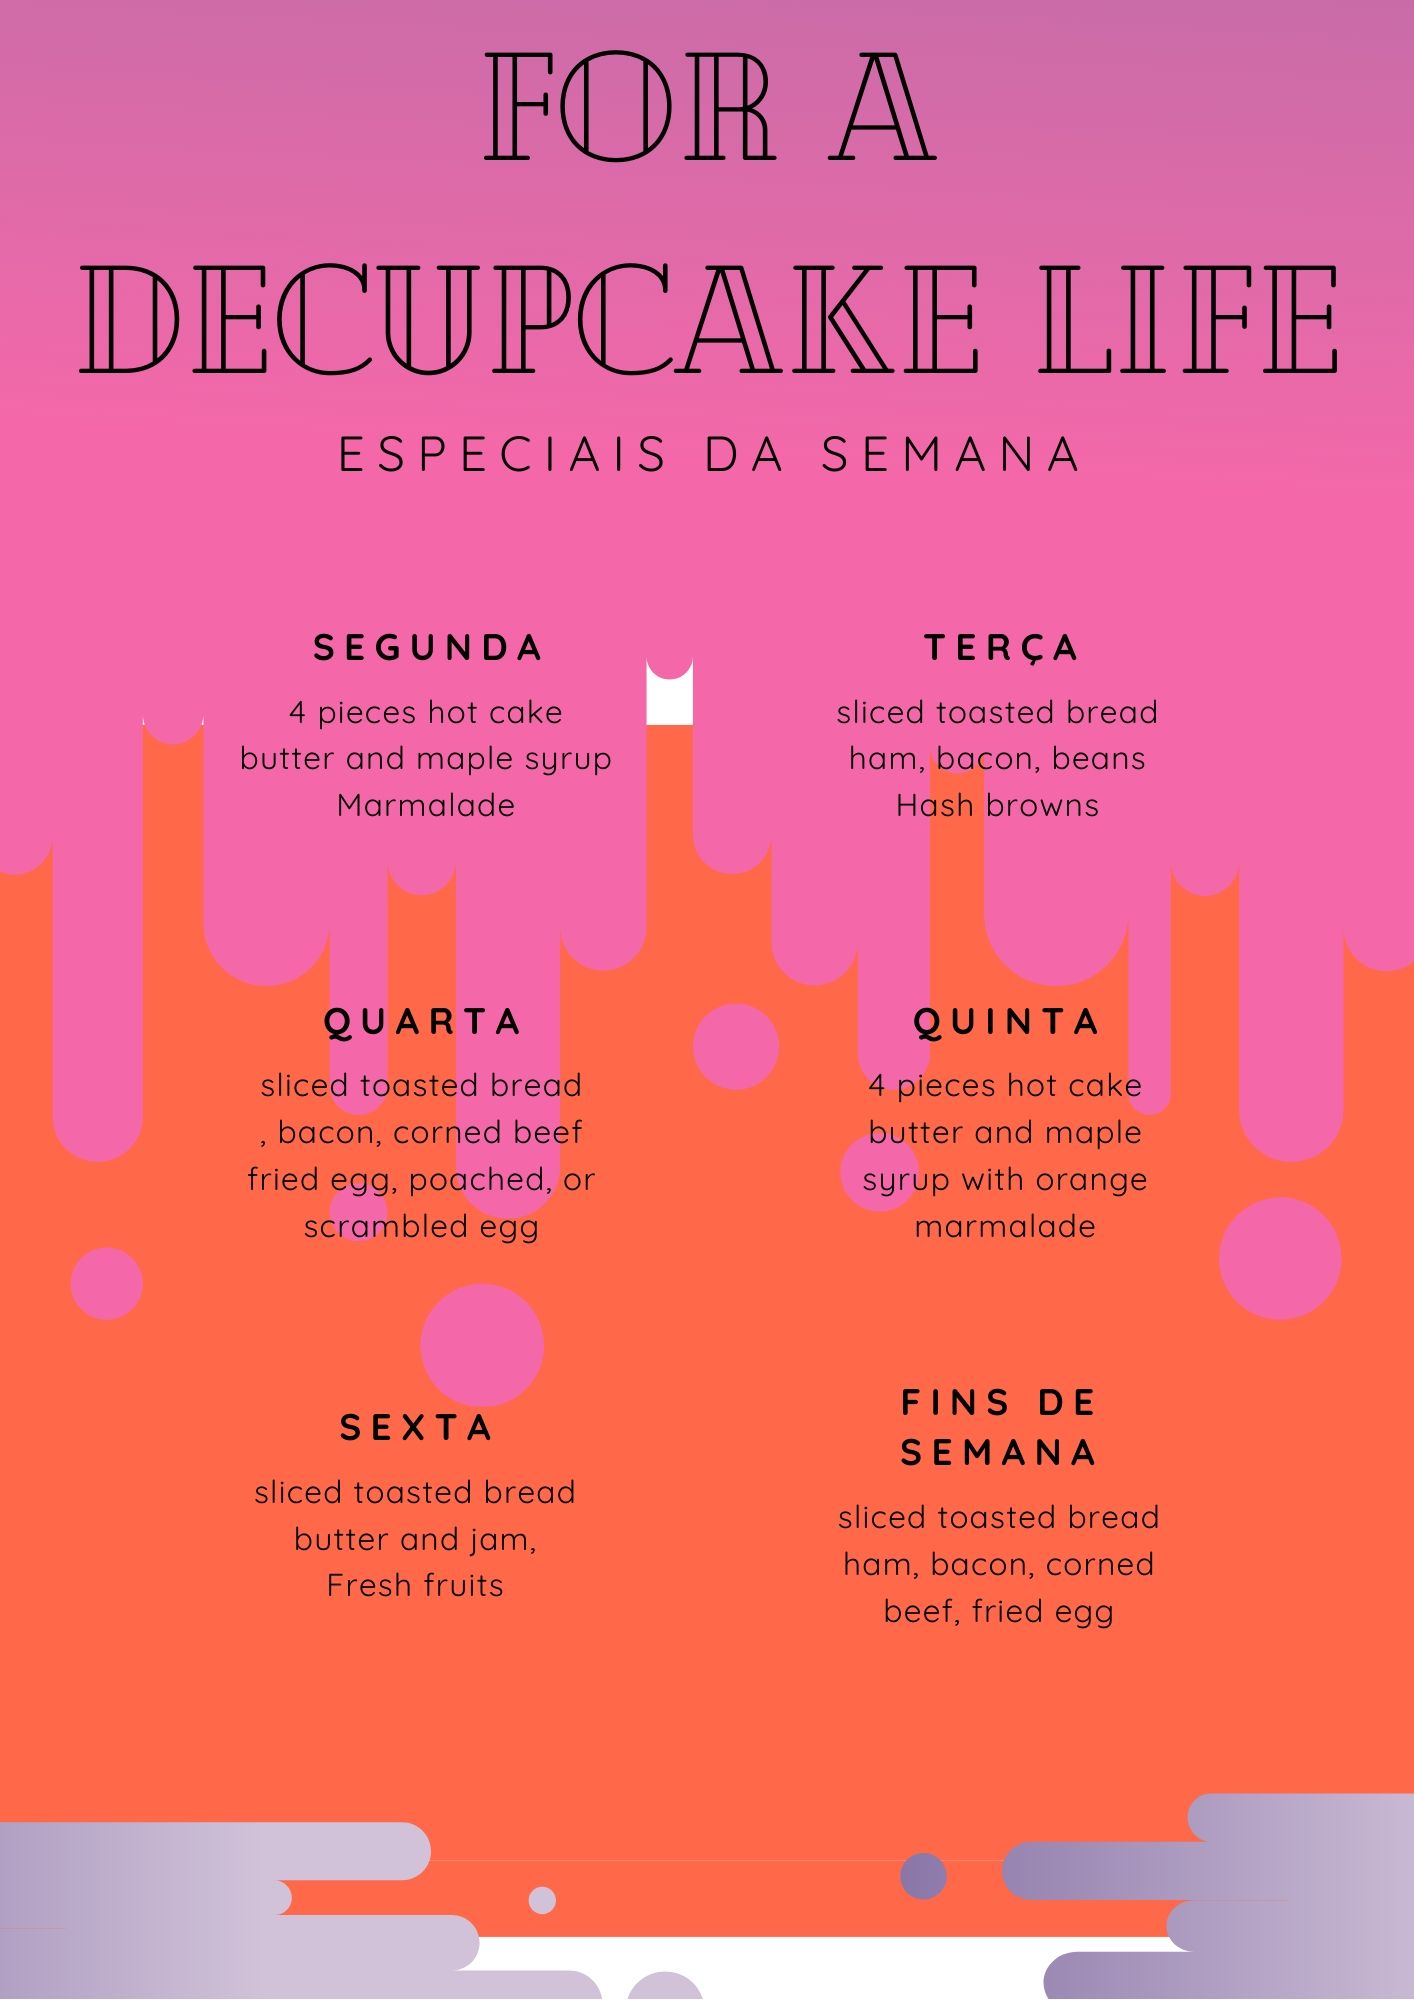 FOR A
DECUPCAKE LIFE
ESPECIAIS DA SEMANA
SEGUNDA
4 pieces hot cake
butter and maple syrup
Marmalade
TERÇA
sliced toasted bread
ham, bacon, beans
Hash browns
QUARTA
sliced toasted bread
, bacon, corned beef
fried egg, poached, or
scrambled egg
QUINTA
4 pieces hot cake
butter and maple
syrup with orange
marmalade
SEXTA
sliced toasted bread
butter and jam,
Fresh fruits
FINS DE
SEMANA
sliced toasted bread
ham, bacon, corned
beef, fried egg